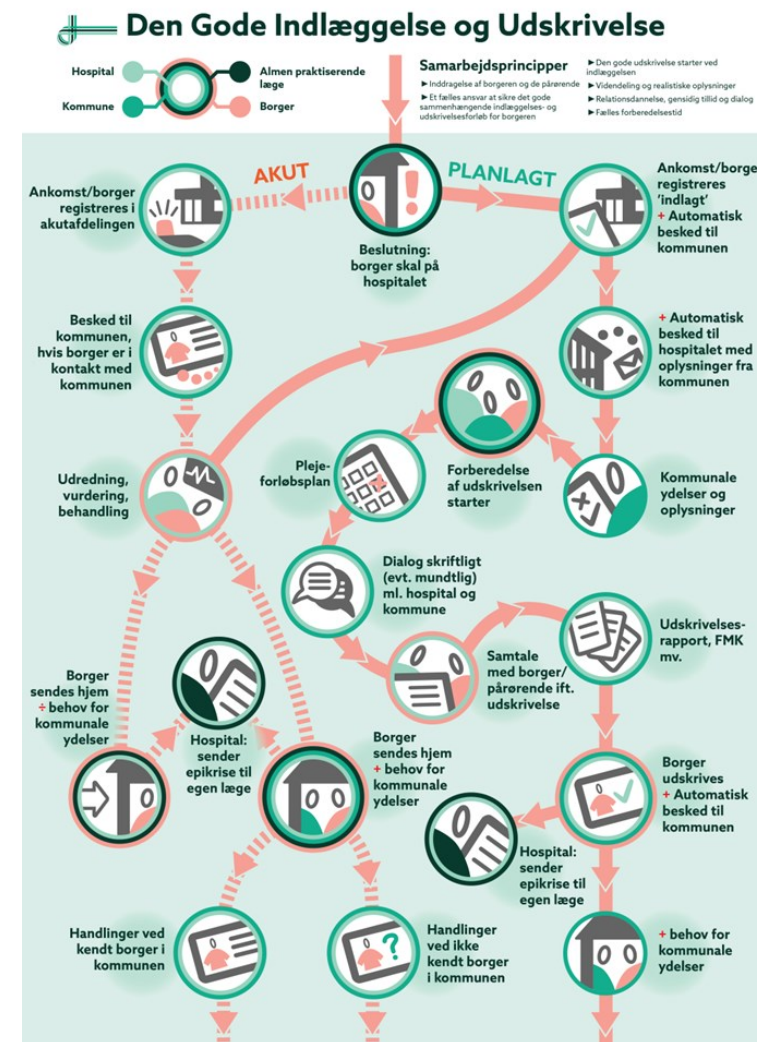 Den Gode Indlæggelse og Udskrivelse
Hospital
Kommune
Almen praktiserende
læge
Borger
Samarbejdsprincipper
►Inddragelse af borgeren og de pårørende
►Et fælles ansvar at sikre det gode
sammenhængende indlæggelses- og
udskrivelsesforløb for borgeren
►Den gode udskrivelse starter ved
indlæggelsen
►Videndeling og realistiske oplysninger
►Relationsdannelse, gensidig tillid og dialog
►Fælles forberedelsestid
AKUT
PLANLAGT
Ankomst/borger
registreres i
akutafdelingen
Beslutning:
borger skal på
hospitalet
Ankomst/borge
registreres
'indlagt'
+ Automatisk
besked til
kommunen
Besked til
kommunen,
hvis borger er i
kontakt med
kommunen
+ Automatisk
besked til
hospitalet med
oplysninger fra
kommunen
Udredning,
vurdering,
behandling
Pleje-
forløbsplan
Forberedelse
af udskrivelsen
starter
Kommunale
ydelser og
oplysninger
Dialog skriftligt
(evt. mundtlig)
ml. hospital og
kommune
Samtale
med borger/
pårørende ift.
udskrivelse
Udskrivelses-
rapport, FMK
mv.
Borger
sendes hjem
÷ behov for
kommunale
ydelser
Hospital:
sender
epikrise til
egen læge
Borger
sendes hjem
+ behov for
kommunale
ydelser
Borger
udskrives
+ Automatisk
besked til
kommunen
Hospital:
sender
epikrise til
egen læge
Handlinger ved
kendt borger i
kommunen
Handlinger
ved ikke
kendt borger
i kommunen
+ behov for
kommunale
ydelser